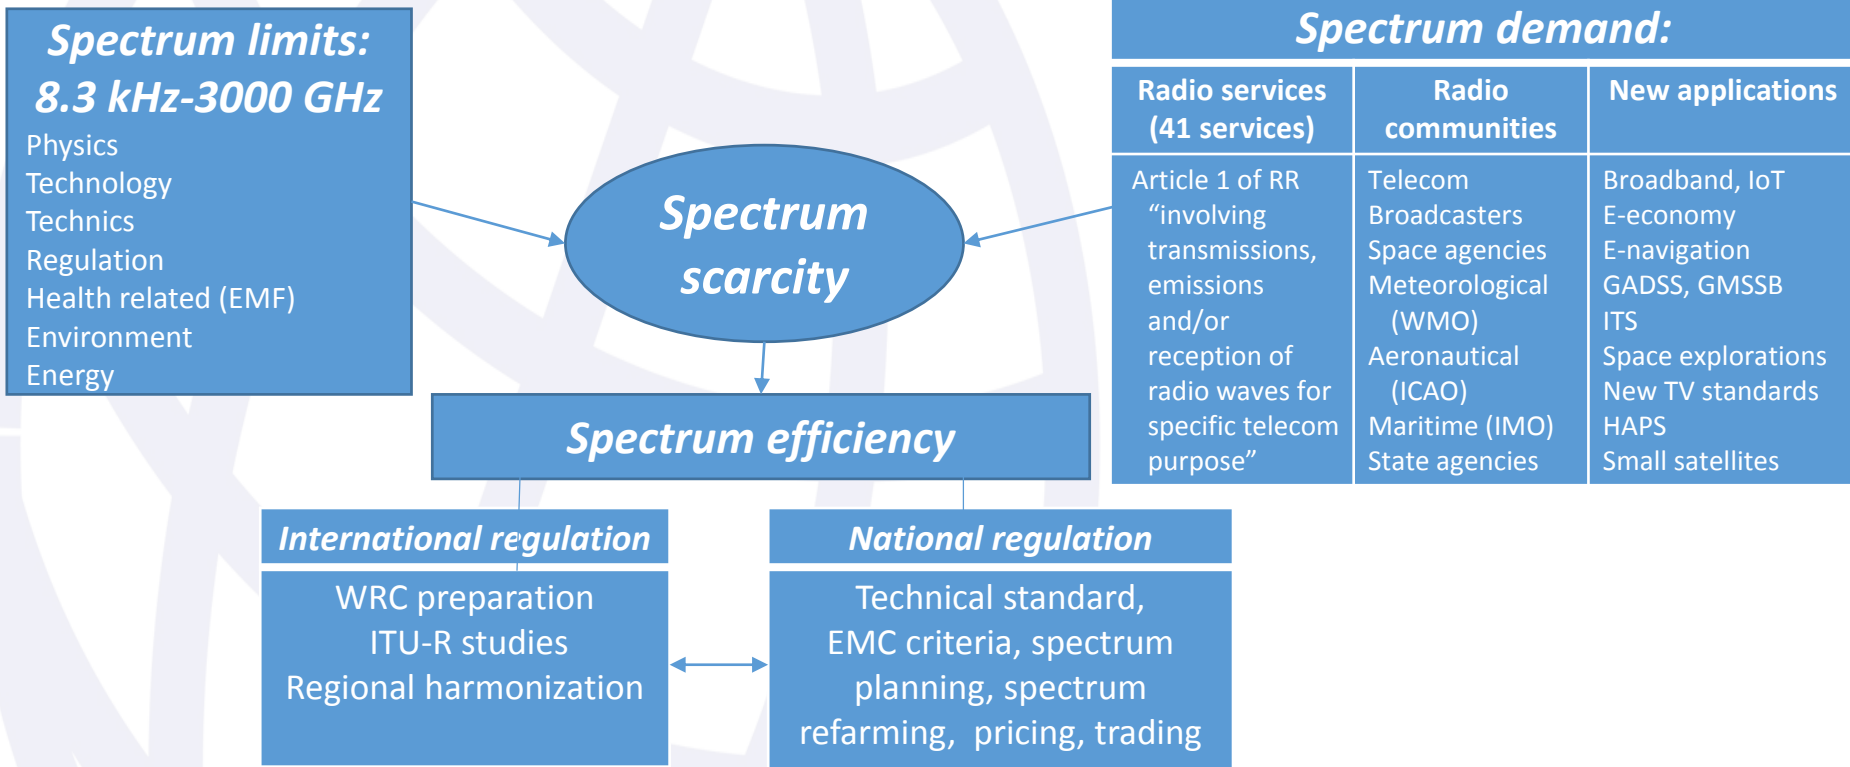 Spectrum limits:
8.3 kHz-3000 GHz
Physics
Technology
Technics
Regulation
Health related (EMF)
Environment
Energy
Spectrum scarcity
Spectrum demand:
Radio services
(41 services)
Article 1 of RR
“involving
transmissions,
emissions
and/or
reception of
radio waves for
specific telecom
purpose”
Radio
communities
Telecom
Broadcasters
Space agencies
Meteorological
(WMO)
Aeronautical
(ICAO)
Maritime (IMO)
State agencies
New applications
Broadband, IoT
E-economy
E-navigation
GADSS, GMSSB
ITS
Space explorations
New TV standards
HAPS
Small satellites
Spectrum efficiency
International regulation
WRC preparation
ITU-R studies
Regional harmonization
National regulation
Technical standard,
EMC criteria, spectrum
planning, spectrum
refarming, pricing, trading